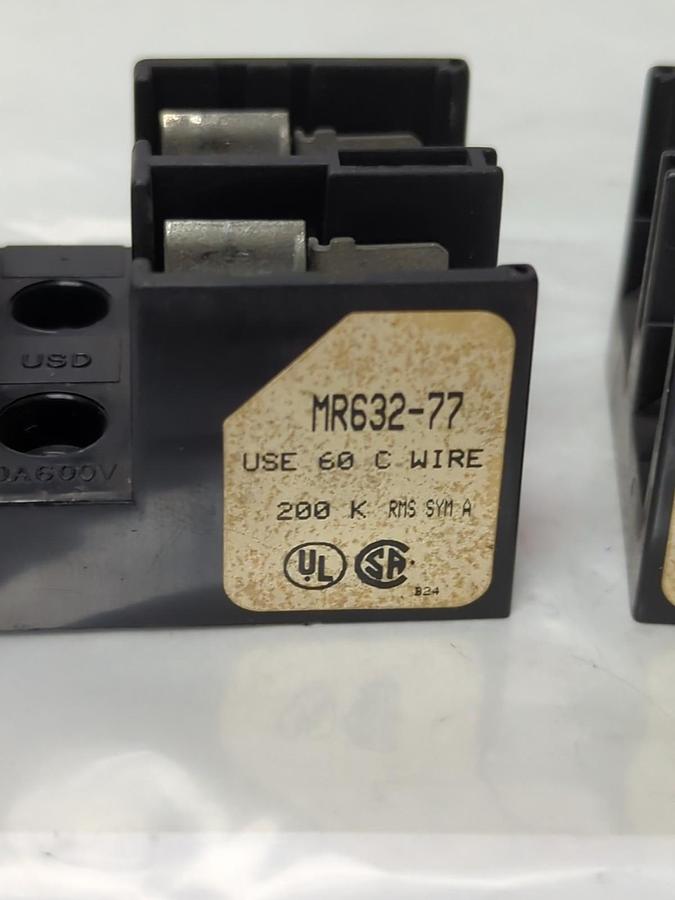 USD
0A600V
MR632-77
USE 60 C WIRE
200 K RMS SYM A
UL SA
B24